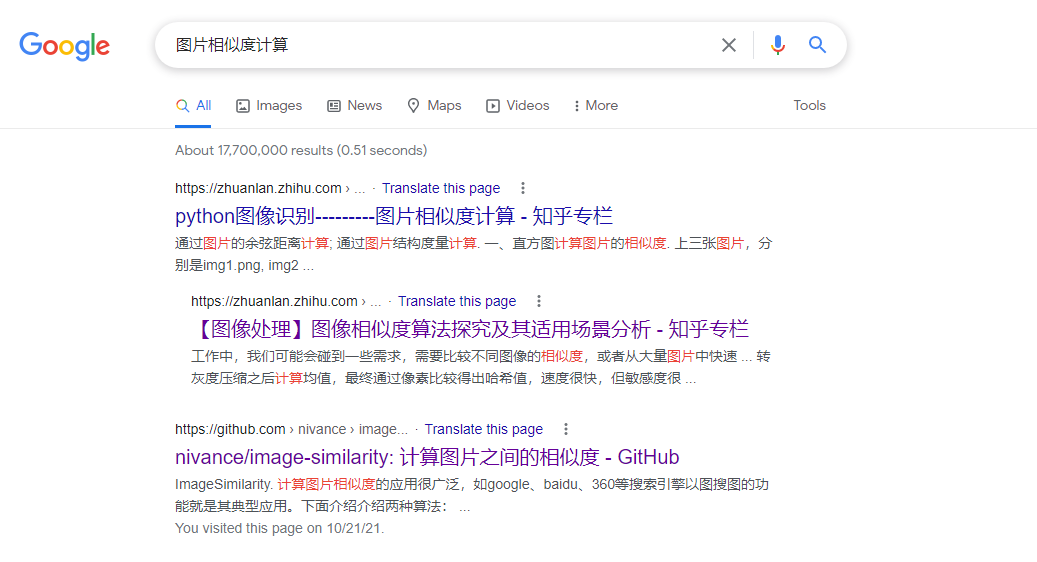 Google
图片相似度计算
All Images News Maps Videos More Tools
About 17,700,000 results (0.51 seconds)
https://zhuanlan.zhihu.com › ... · Translate this page
python图像识别---------图片相似度计算 - 知乎专栏
通过图片的余弦距离计算; 通过图片结构度量计算. 一、直方图计算图片的相似度. 上三张图片，分
别是img1.png, img2 ...
https://zhuanlan.zhihu.com › ... · Translate this page
【图像处理】图像相似度算法探究及其适用场景分析 - 知乎专栏
工作中，我们可能会碰到一些需求，需要比较不同图像的相似度，或者从大量图片中快速 ... 转
灰度压缩之后计算均值，最终通过像素比较得出哈希值，速度很快，但敏感度很 ...
https://github.com › nivance › image... · Translate this page
nivance/image-similarity: 计算图片之间的相似度 - GitHub
ImageSimilarity. 计算图片相似度的应用很广泛，如google、baidu、360等搜索引擎以图搜图的功
能就是其典型应用。下面介绍介绍两种算法： ...
You visited this page on 10/21/21.